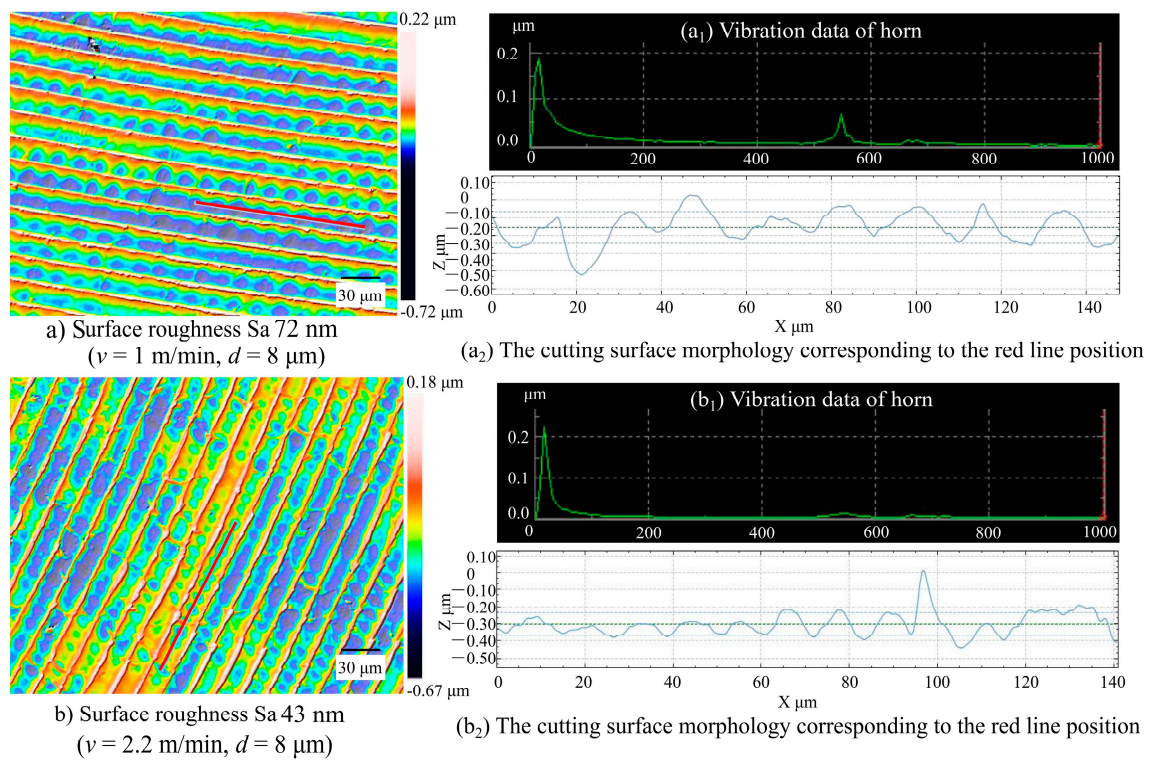 0.22 μm
-0.72 μm
30 μm
a) Surface roughness Sa 72 nm
(v = 1 m/min, d = 8 μm)
μm
(a₁) Vibration data of horn
0.2
0.1
0.0
0 200 400 600 800 1000
0.10
0
−0.10
−0.20
−0.30
−0.40
−0.50
−0.60
Z μm
0 20 40 60 80 100 120 140
X μm
(a₂) The cutting surface morphology corresponding to the red line position
0.18 μm
-0.67 μm
30 μm
b) Surface roughness Sa 43 nm
(v = 2.2 m/min, d = 8 μm)
μm
(b₁) Vibration data of horn
0.2
0.1
0.0
0 200 400 600 800 1000
0.10
0
−0.10
−0.20
−0.30
−0.40
−0.50
Z μm
0 20 40 60 80 100 120 140
X μm
(b₂) The cutting surface morphology corresponding to the red line position